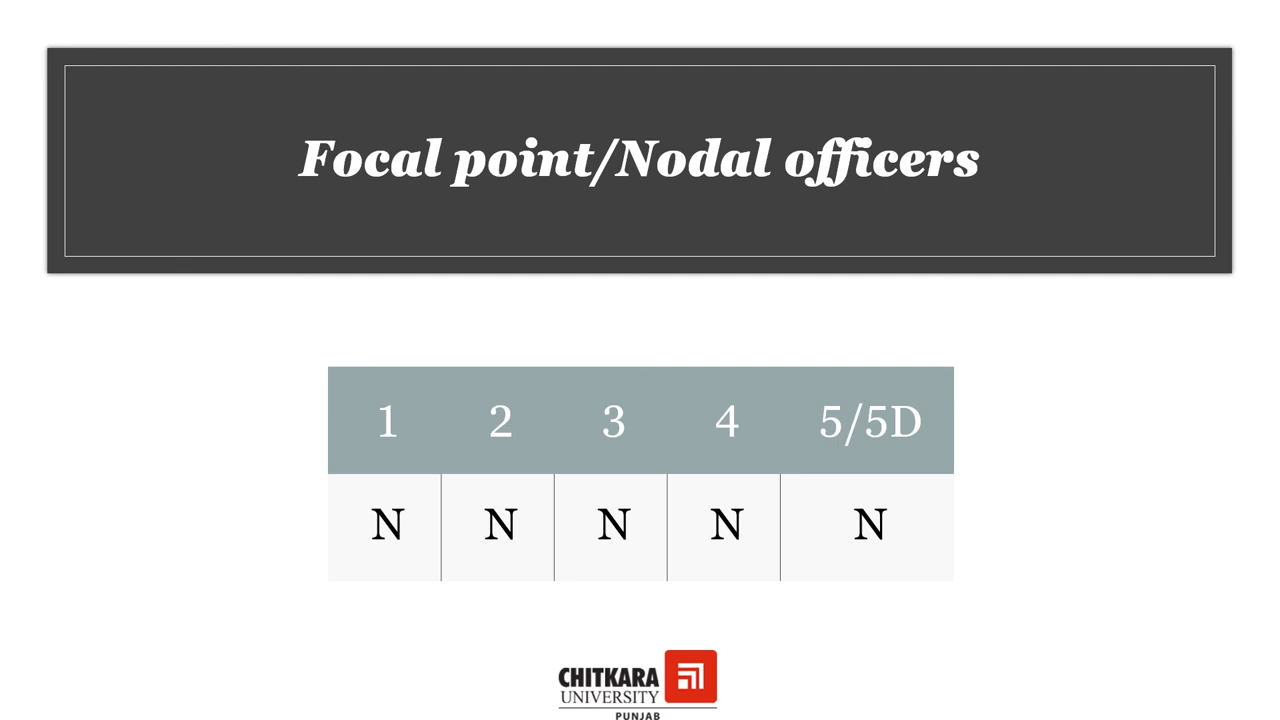 Focal point/Nodal officers
1 2 3 4 5/5D
N N N N N
CHITKARA
UNIVERSITY
PUNJAB